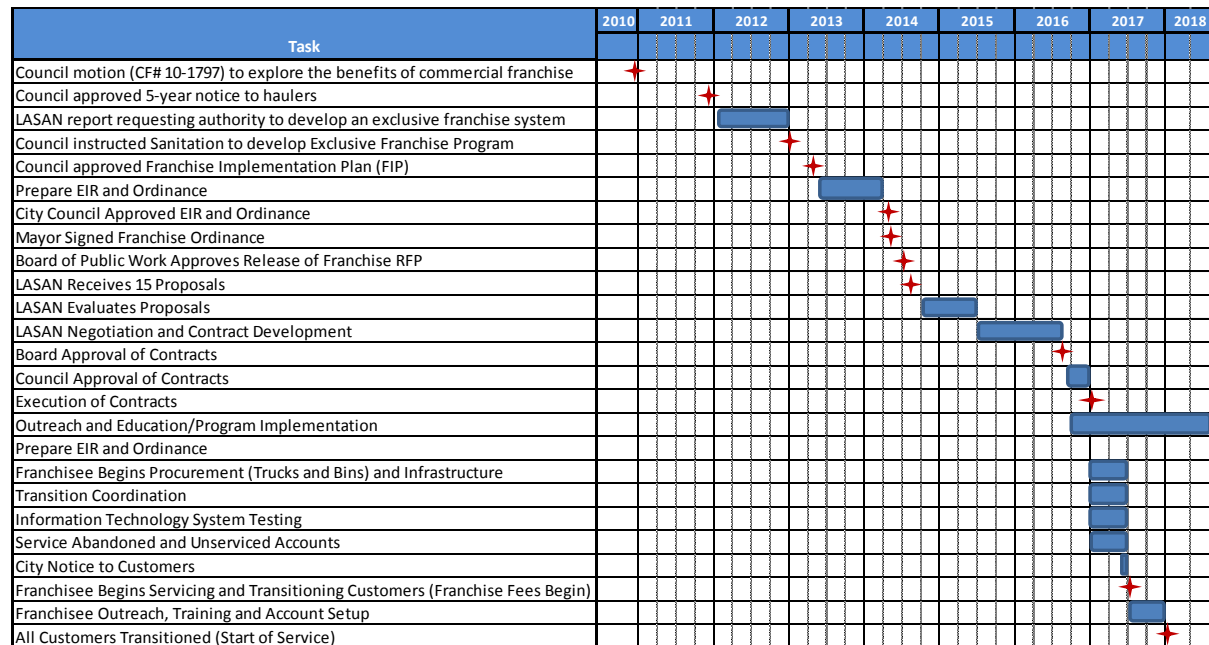 2010 2011 2012 2013 2014 2015 2016 2017 2018
Task
Council motion (CF# 10-1797) to explore the benefits of commercial franchise
Council approved 5-year notice to haulers
LASAN report requesting authority to develop an exclusive franchise system
Council instructed Sanitation to develop Exclusive Franchise Program
Council approved Franchise Implementation Plan (FIP)
Prepare EIR and Ordinance
City Council Approved EIR and Ordinance
Mayor Signed Franchise Ordinance
Board of Public Work Approves Release of Franchise RFP
LASAN Receives 15 Proposals
LASAN Evaluates Proposals
LASAN Negotiation and Contract Development
Board Approval of Contracts
Council Approval of Contracts
Execution of Contracts
Outreach and Education/Program Implementation
Prepare EIR and Ordinance
Franchisee Begins Procurement (Trucks and Bins) and Infrastructure
Transition Coordination
Information Technology System Testing
Service Abandoned and Unserviced Accounts
City Notice to Customers
Franchisee Begins Servicing and Transitioning Customers (Franchise Fees Begin)
Franchisee Outreach, Training and Account Setup
All Customers Transitioned (Start of Service)